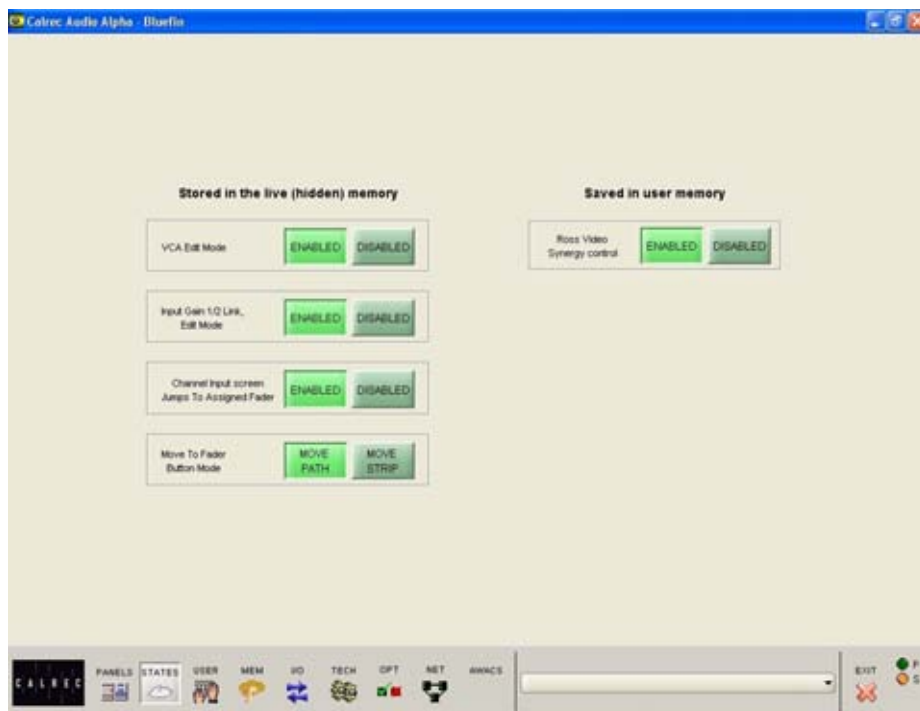 Calrec Audio Alpha - Bluefin
Stored in the live (hidden) memory
VCA Edit Mode
ENABLED DISABLED
Input Gain 1/2 Link,
Edit Mode
ENABLED DISABLED
Channel Input screen
Jumps To Assigned Fader
ENABLED DISABLED
Move To Fader
Button Mode
MOVE PATH
MOVE STRIP
Saved in user memory
Ross Video
Synergy control
ENABLED DISABLED
CALREC
PANELS STATES USER MEM I/O TECH OPT NET AWACS
EXIT
P
S